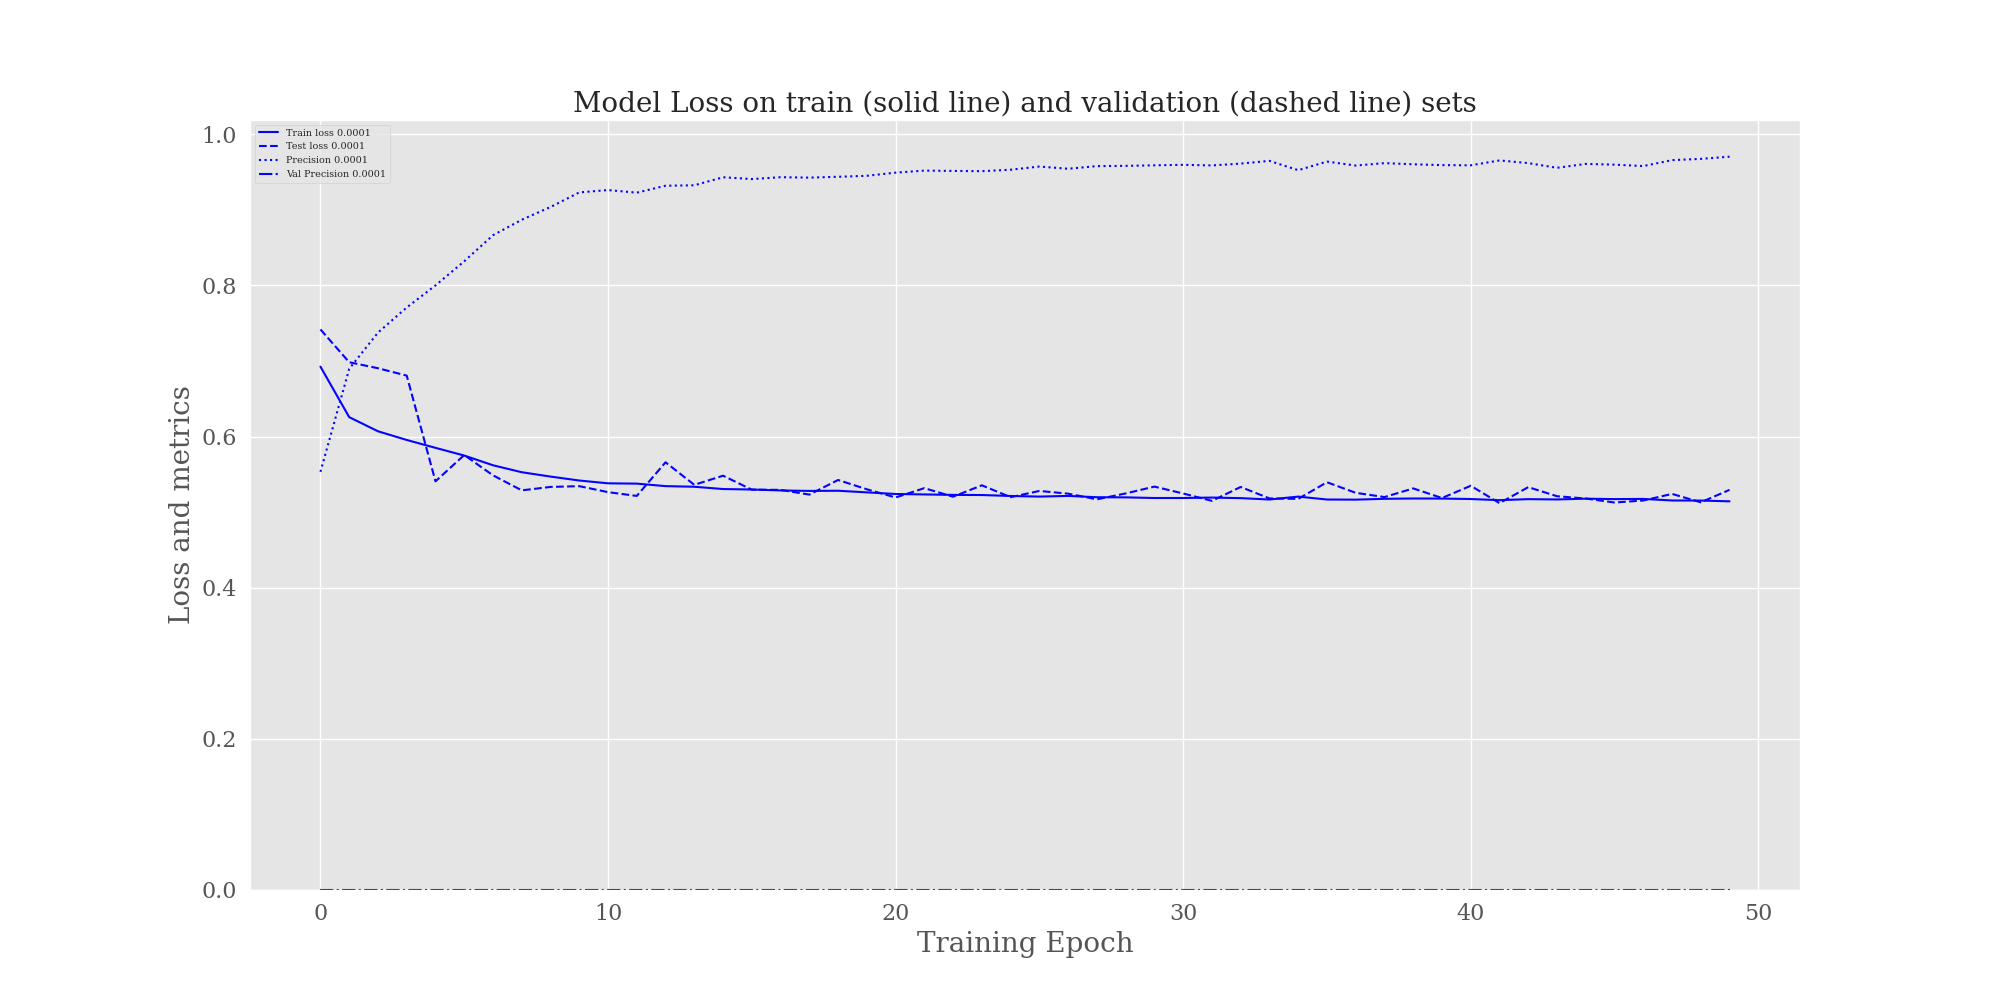 Model Loss on train (solid line) and validation (dashed line) sets
Train loss 0.0001
Test loss 0.0001
Precision 0.0001
Val Precision 0.0001
1.0
0.8
0.6
0.4
0.2
0.0
Loss and metrics
0 10 20 30 40 50
Training Epoch